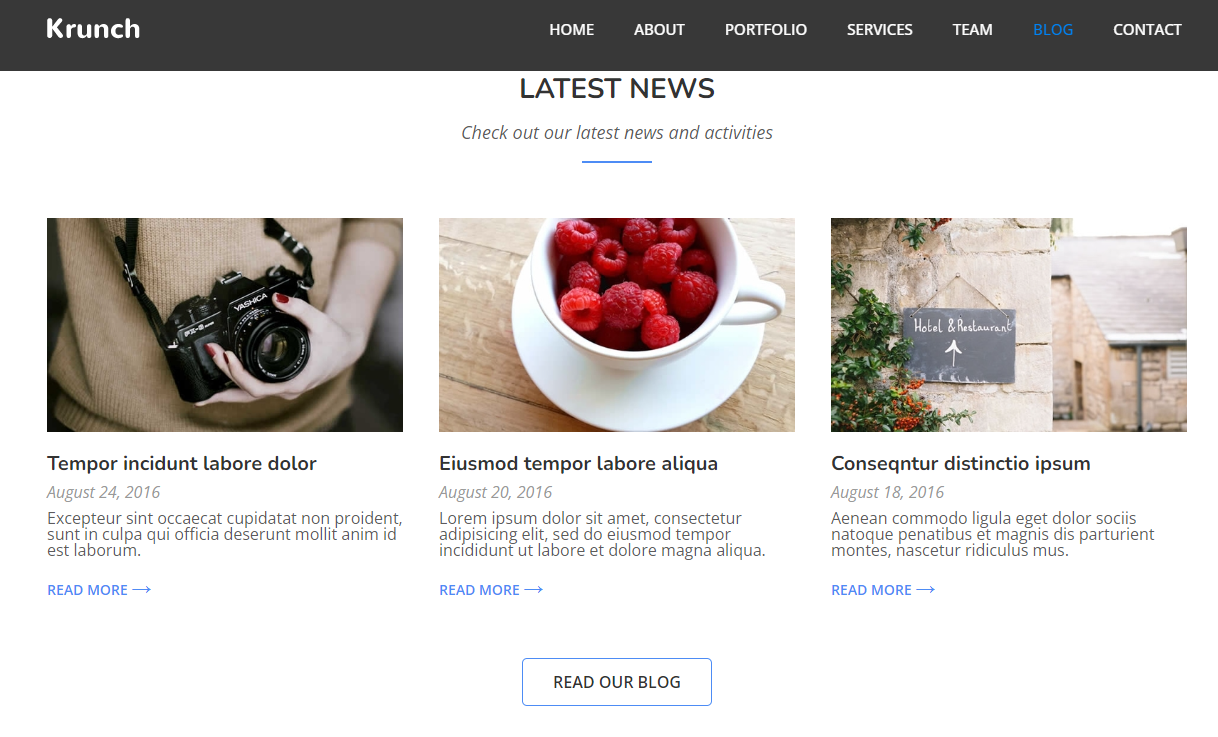 Krunch
HOME ABOUT PORTFOLIO SERVICES TEAM BLOG CONTACT
LATEST NEWS
Check out our latest news and activities
YASHICA
Hotel & Restaurant
Tempor incidunt labore dolor
August 24, 2016
Excepteur sint occaecat cupidatat non proident,
sunt in culpa qui officia deserunt mollit anim id
est laborum.
READ MORE →
Eiusmod tempor labore aliqua
August 20, 2016
Lorem ipsum dolor sit amet, consectetur
adipisicing elit, sed do eiusmod tempor
incididunt ut labore et dolore magna aliqua.
READ MORE →
Conseqntur distinctio ipsum
August 18, 2016
Aenean commodo ligula eget dolor sociis
natoque penatibus et magnis dis parturient
montes, nascetur ridiculus mus.
READ MORE →
READ OUR BLOG